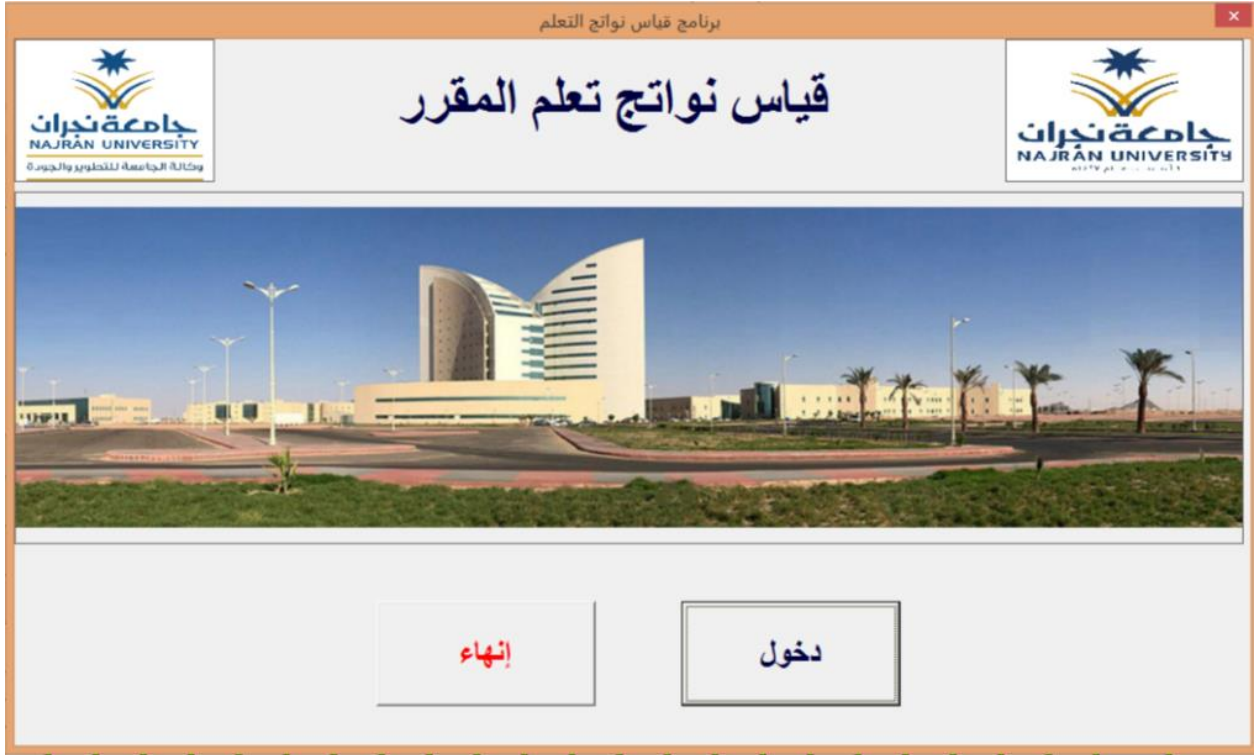 برنامج قياس نواتج التعلم
قياس نواتج تعلم المقرر
جامعة نجران
NAJRAN UNIVERSITY
جامعة نجران
NAJRAN UNIVERSITY
وكالة الجامعة للتطوير والجودة
دخول
إنهاء